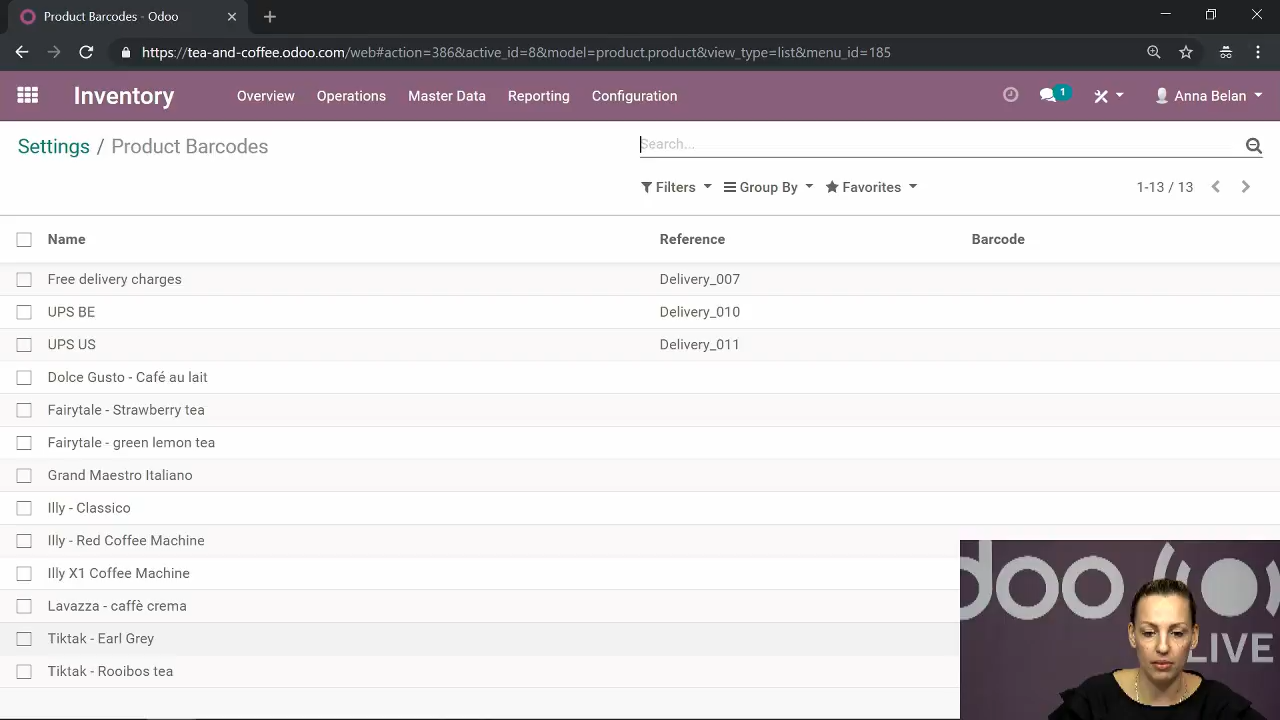 Product Barcodes - Odoo
https://tea-and-coffee.odoo.com/web#action=386&active_id=8&model=product.product&view_type=list&menu_id=185
Inventory Overview Operations Master Data Reporting Configuration 1 Anna Belan
Settings / Product Barcodes Search...
Filters Group By Favorites 1-13 / 13
Name Reference Barcode
Free delivery charges Delivery_007
UPS BE Delivery_010
UPS US Delivery_011
Dolce Gusto - Café au lait
Fairytale - Strawberry tea
Fairytale - green lemon tea
Grand Maestro Italiano
Illy - Classico
Illy - Red Coffee Machine
Illy X1 Coffee Machine
Lavazza - caffè crema
Tiktak - Earl Grey
Tiktak - Rooibos tea
doo
LIVE